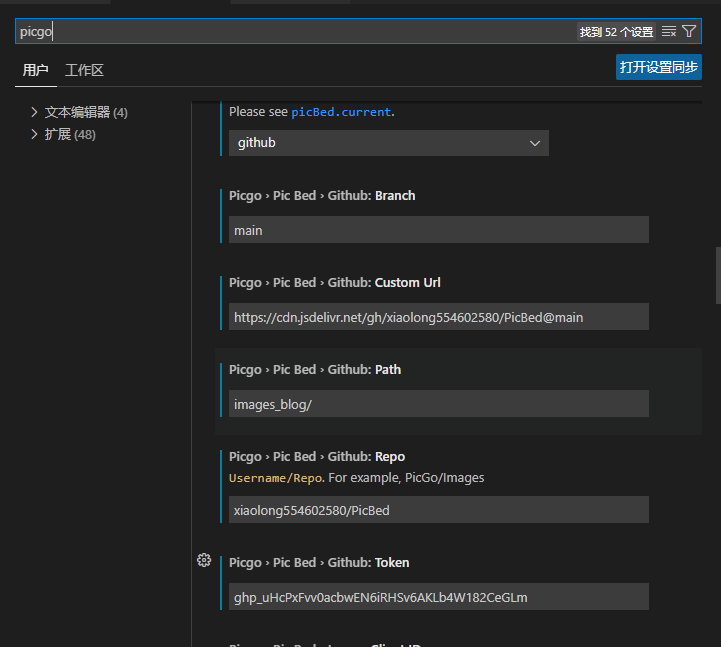 picgo
找到 52 个设置
用户
工作区
打开设置同步
文本编辑器 (4)
扩展 (48)
Please see picBed.current.
github
Picgo › Pic Bed › Github: Branch
main
Picgo › Pic Bed › Github: Custom Url
https://cdn.jsdelivr.net/gh/xiaolong554602580/PicBed@main
Picgo › Pic Bed › Github: Path
images_blog/
Picgo › Pic Bed › Github: Repo
Username/Repo. For example, PicGo/Images
xiaolong554602580/PicBed
Picgo › Pic Bed › Github: Token
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